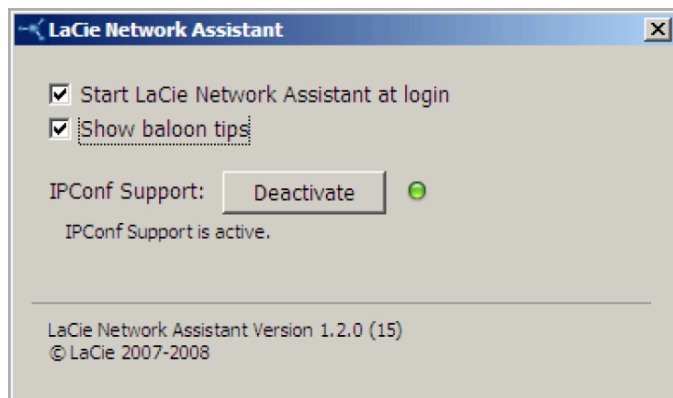 LaCie Network Assistant
Start LaCie Network Assistant at login
Show baloon tips
IPConf Support: Deactivate
IPConf Support is active.
LaCie Network Assistant Version 1.2.0 (15)
© LaCie 2007-2008